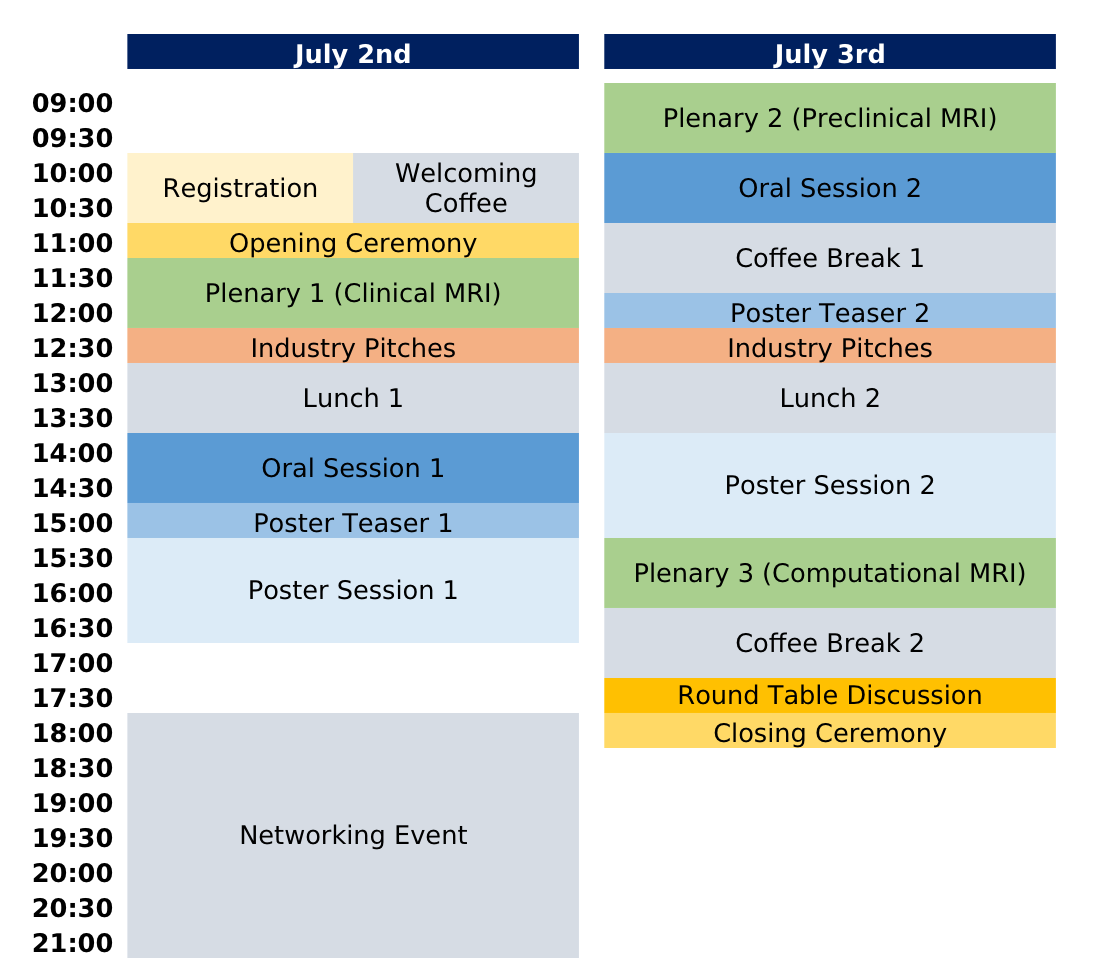 July 2nd
July 3rd
09:00
Plenary 2 (Preclinical MRI)
09:30
10:00
Registration
Welcoming
Coffee
Oral Session 2
10:30
11:00
Opening Ceremony
Coffee Break 1
11:30
Plenary 1 (Clinical MRI)
12:00
Poster Teaser 2
12:30
Industry Pitches
Industry Pitches
13:00
Lunch 1
Lunch 2
13:30
14:00
Oral Session 1
Poster Session 2
14:30
15:00
Poster Teaser 1
15:30
Plenary 3 (Computational MRI)
Poster Session 1
16:00
16:30
Coffee Break 2
17:00
17:30
Round Table Discussion
18:00
Closing Ceremony
18:30
19:00
19:30
Networking Event
20:00
20:30
21:00